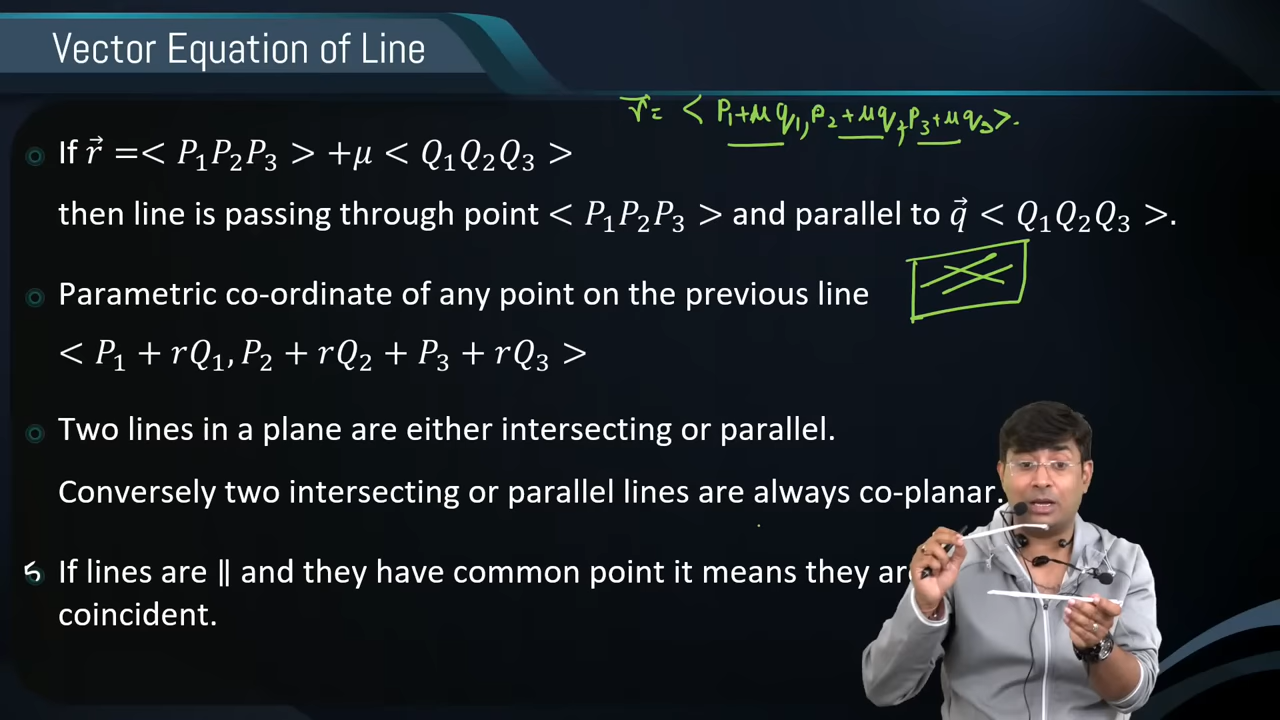 Vector Equation of Line
r⃗ = < P₁+μq₁, P₂+μq₂, P₃+μq₃>.
If r⃗ =< P₁P₂P₃ > +μ < Q₁Q₂Q₃ >
then line is passing through point < P₁P₂P₃ > and parallel to q⃗ < Q₁Q₂Q₃ >.
Parametric co-ordinate of any point on the previous line
< P₁ + rQ₁, P₂ + rQ₂ + P₃ + rQ₃ >
Two lines in a plane are either intersecting or parallel.
Conversely two intersecting or parallel lines are always co-planar.
If lines are ∥ and they have common point it means they are
coincident.